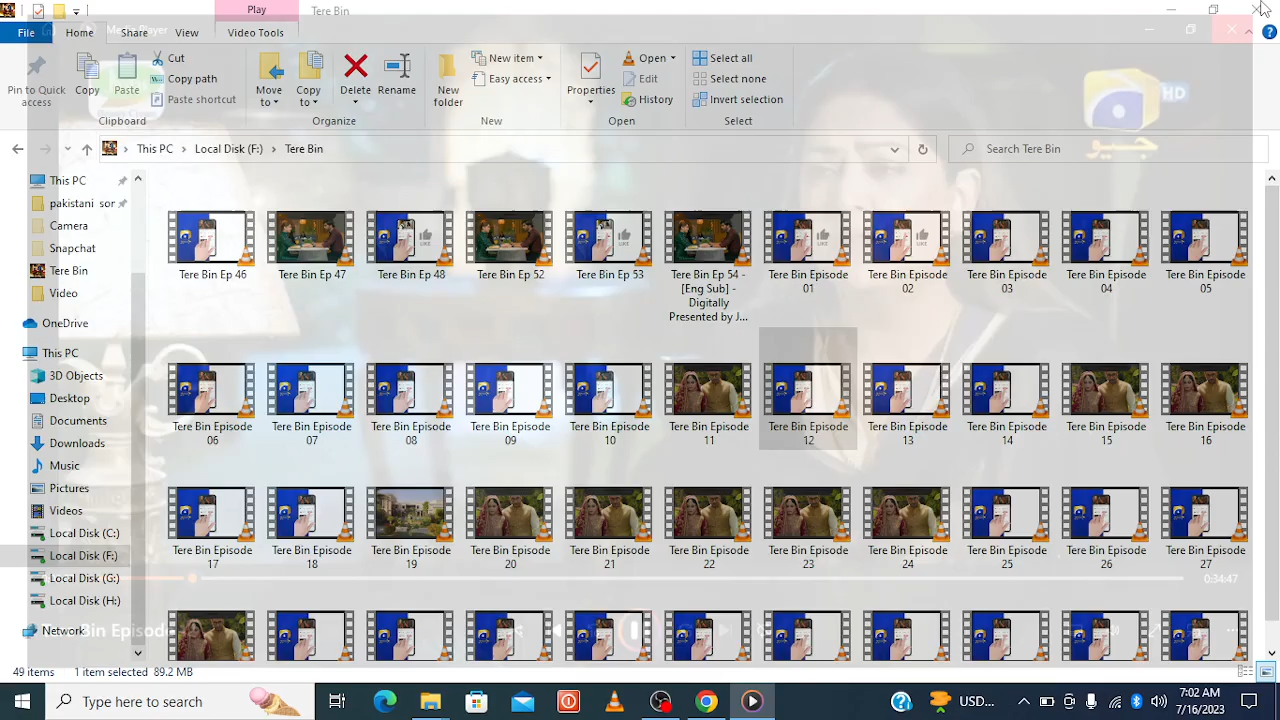 Play
Tere Bin
File
Home
Share
View
Video Tools
Pin to Quick access
Copy
Paste
Cut
Copy path
Paste shortcut
Clipboard
Move to
Copy to
Delete
Rename
Organize
New folder
New item
Easy access
New
Properties
Open
Edit
History
Open
Select all
Select none
Invert selection
Select
HD
This PC
Local Disk (F:)
Tere Bin
Search Tere Bin
This PC
pakistani sor
Camera
Snapchat
Tere Bin
Video
OneDrive
This PC
3D Objects
Desktop
Documents
Downloads
Music
Pictures
Videos
Local Disk (C:)
Local Disk (F:)
Local Disk (G:)
Local Disk (H:)
Network
Tere Bin Ep 46
Tere Bin Ep 47
Tere Bin Ep 48
Tere Bin Ep 52
Tere Bin Ep 53
Tere Bin Ep 54 -
[Eng Sub] -
Digitally
Presented by J...
Tere Bin Episode 01
Tere Bin Episode 02
Tere Bin Episode 03
Tere Bin Episode 04
Tere Bin Episode 05
Tere Bin Episode 06
Tere Bin Episode 07
Tere Bin Episode 08
Tere Bin Episode 09
Tere Bin Episode 10
Tere Bin Episode 11
Tere Bin Episode 12
Tere Bin Episode 13
Tere Bin Episode 14
Tere Bin Episode 15
Tere Bin Episode 16
Tere Bin Episode 17
Tere Bin Episode 18
Tere Bin Episode 19
Tere Bin Episode 20
Tere Bin Episode 21
Tere Bin Episode 22
Tere Bin Episode 23
Tere Bin Episode 24
Tere Bin Episode 25
Tere Bin Episode 26
Tere Bin Episode 27
0:34:47
Bin Episode
49 items
1 item selected 89.2 MB
Type here to search
USD...
7:02 AM
7/16/2023